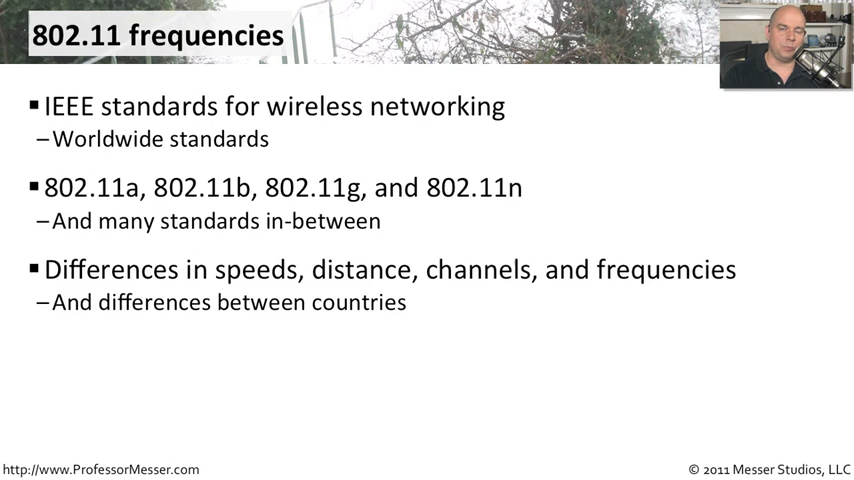 802.11 frequencies
▪IEEE standards for wireless networking
–Worldwide standards
▪802.11a, 802.11b, 802.11g, and 802.11n
–And many standards in-between
▪Differences in speeds, distance, channels, and frequencies
–And differences between countries
http://www.ProfessorMesser.com
© 2011 Messer Studios, LLC